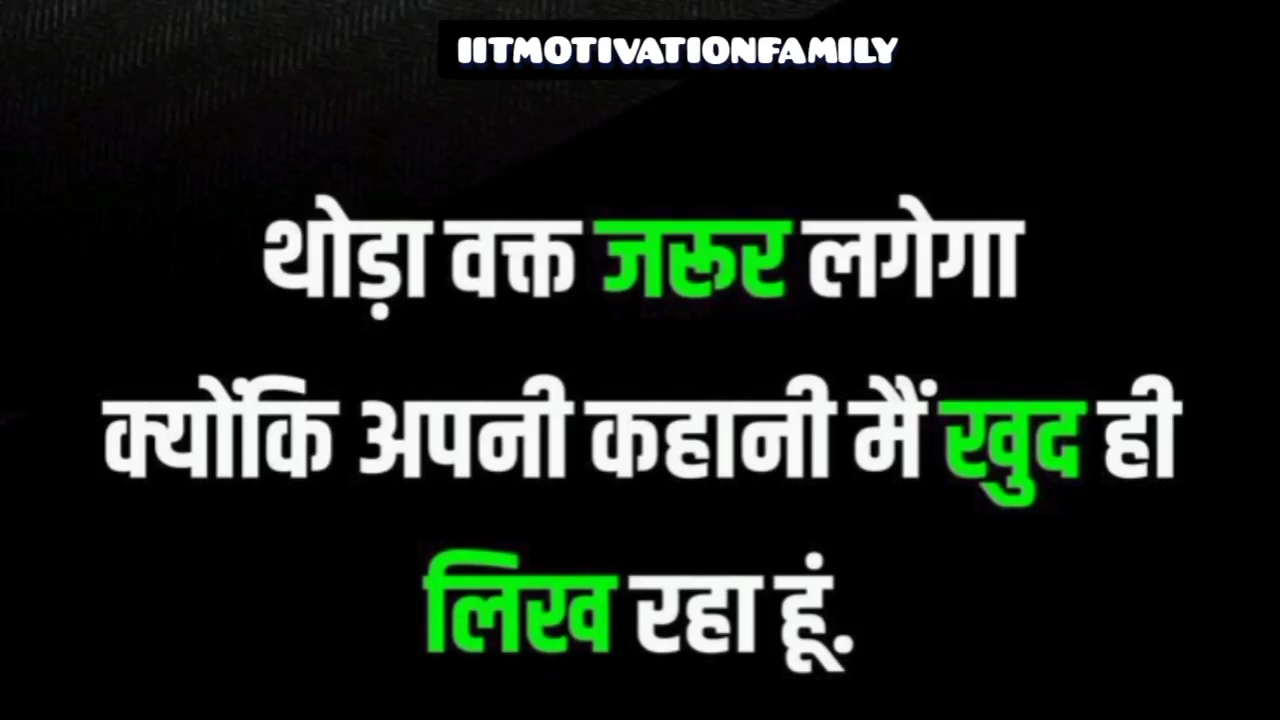 IITMOTIVATIONFAMILY
थोड़ा वक्त जरूर लगेगा
क्योंकि अपनी कहानी मैं खुद ही
लिख रहा हूं.